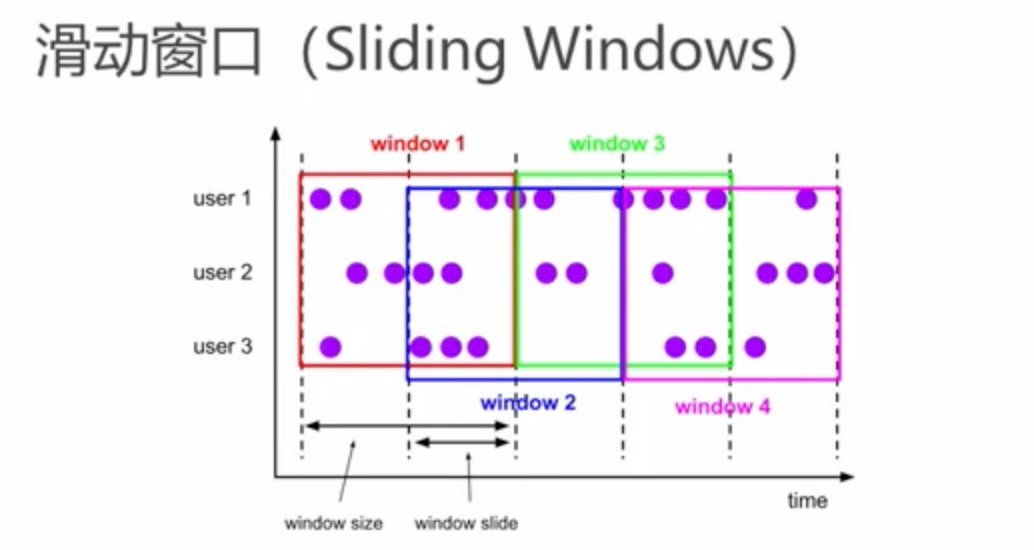 滑动窗口（Sliding Windows）
window 1
window 3
user 1
user 2
user 3
window 2
window 4
time
window size
window slide